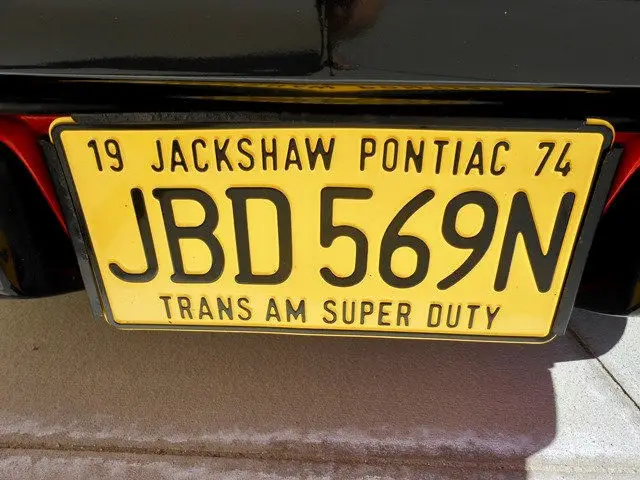 19 JACKSHAW PONTIAC 74
JBD 569N
TRANS AM SUPER DUTY